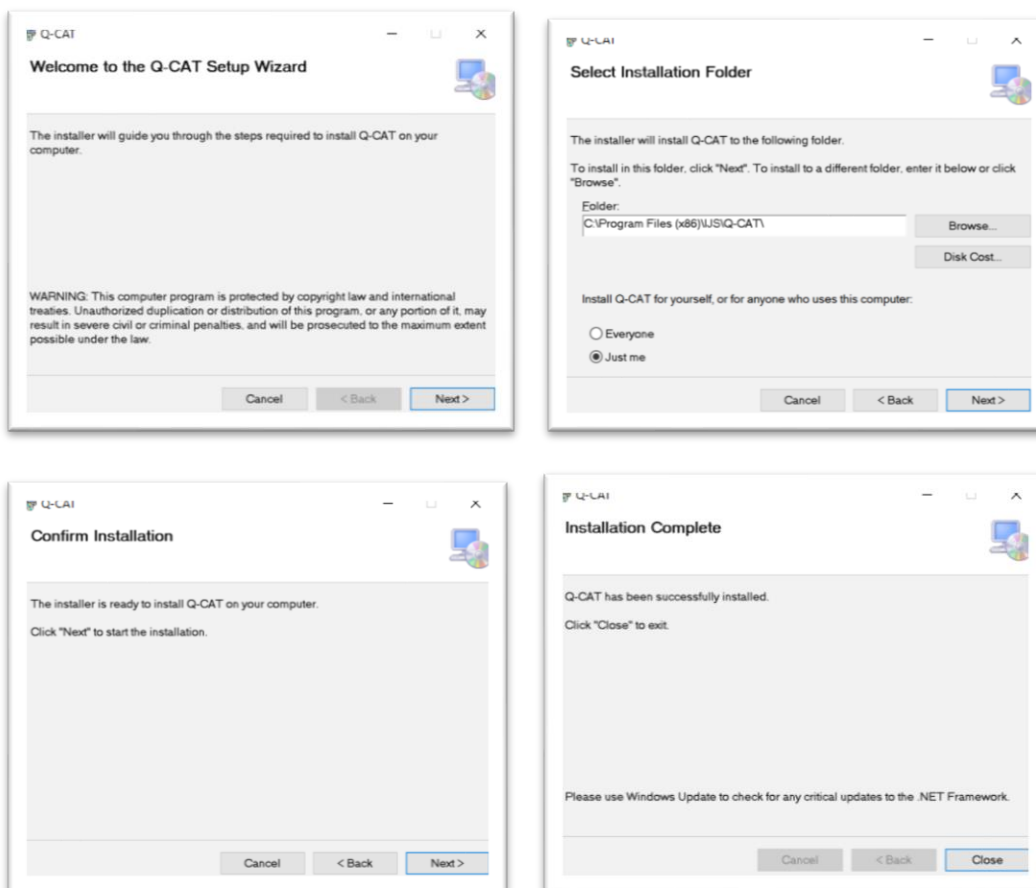 Q-CAT
Welcome to the Q-CAT Setup Wizard
The installer will guide you through the steps required to install Q-CAT on your
computer.
WARNING: This computer program is protected by copyright law and international
treaties. Unauthorized duplication or distribution of this program, or any portion of it, may
result in severe civil or criminal penalties, and will be prosecuted to the maximum extent
possible under the law.
Cancel < Back Next >
Q-CAT
Select Installation Folder
The installer will install Q-CAT to the following folder.
To install in this folder, click "Next". To install to a different folder, enter it below or click
"Browse".
Folder:
C:\Program Files (x86)\IJS\Q-CAT\
Browse...
Disk Cost...
Install Q-CAT for yourself, or for anyone who uses this computer:
Everyone
Just me
Cancel < Back Next >
Q-CAT
Confirm Installation
The installer is ready to install Q-CAT on your computer.
Click "Next" to start the installation.
Cancel < Back Next >
Q-CAT
Installation Complete
Q-CAT has been successfully installed.
Click "Close" to exit.
Please use Windows Update to check for any critical updates to the .NET Framework.
Cancel < Back Close